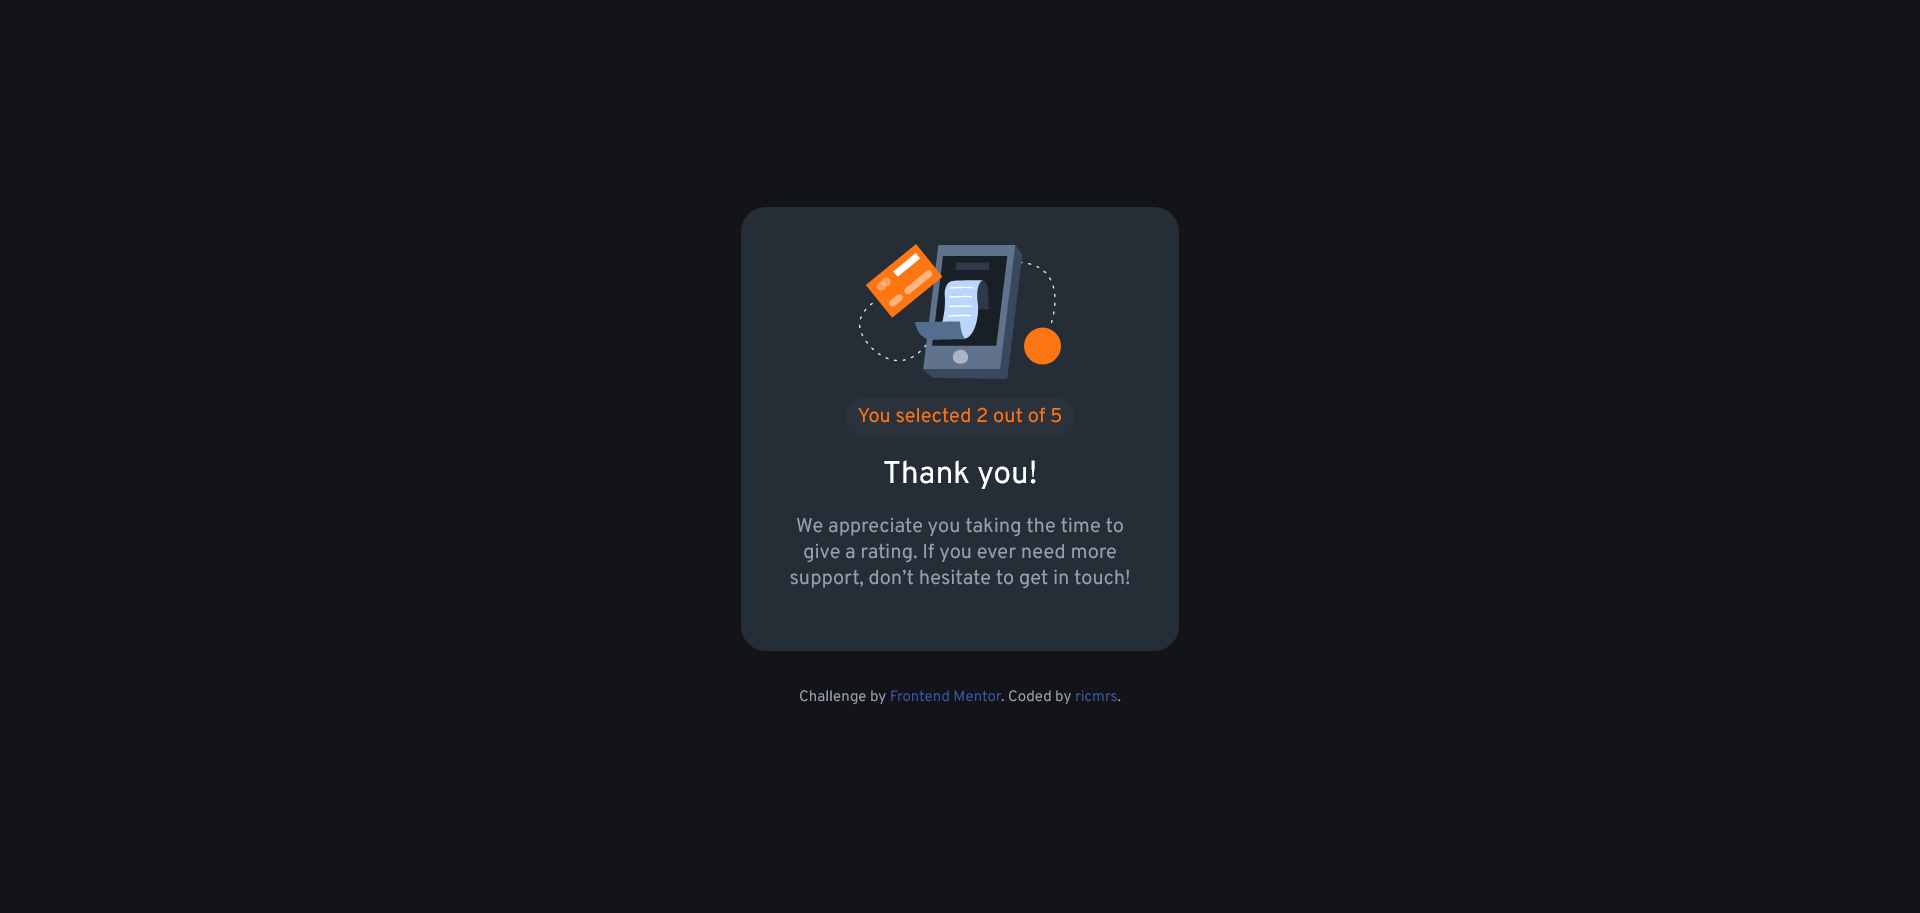 You selected 2 out of 5
Thank you!
We appreciate you taking the time to
give a rating. If you ever need more
support, don’t hesitate to get in touch!
Challenge by Frontend Mentor. Coded by ricmrs.